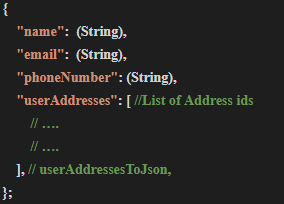 {
"name": (String),
"email": (String),
"phoneNumber": (String),
"userAddresses": [ //List of Address ids
// ....
// ....
], // userAddressesToJson,
};